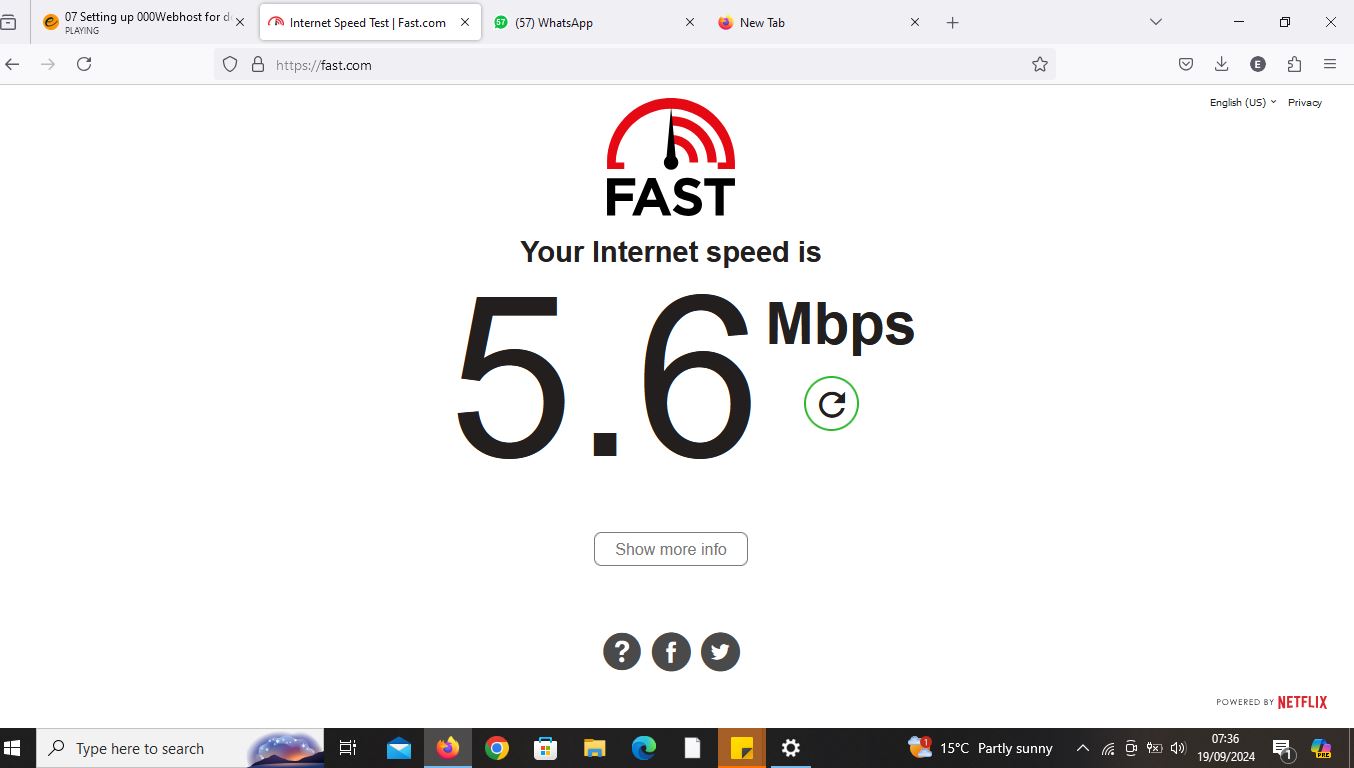 07 Setting up 000Webhost for d
PLAYING
Internet Speed Test | Fast.com
57
(57) WhatsApp
New Tab
https://fast.com
E
English (US)
Privacy
FAST
Your Internet speed is
5.6 Mbps
Show more info
?
f
POWERED BY NETFLIX
Type here to search
1
15°C Partly sunny
07:36
19/09/2024
1
PRE